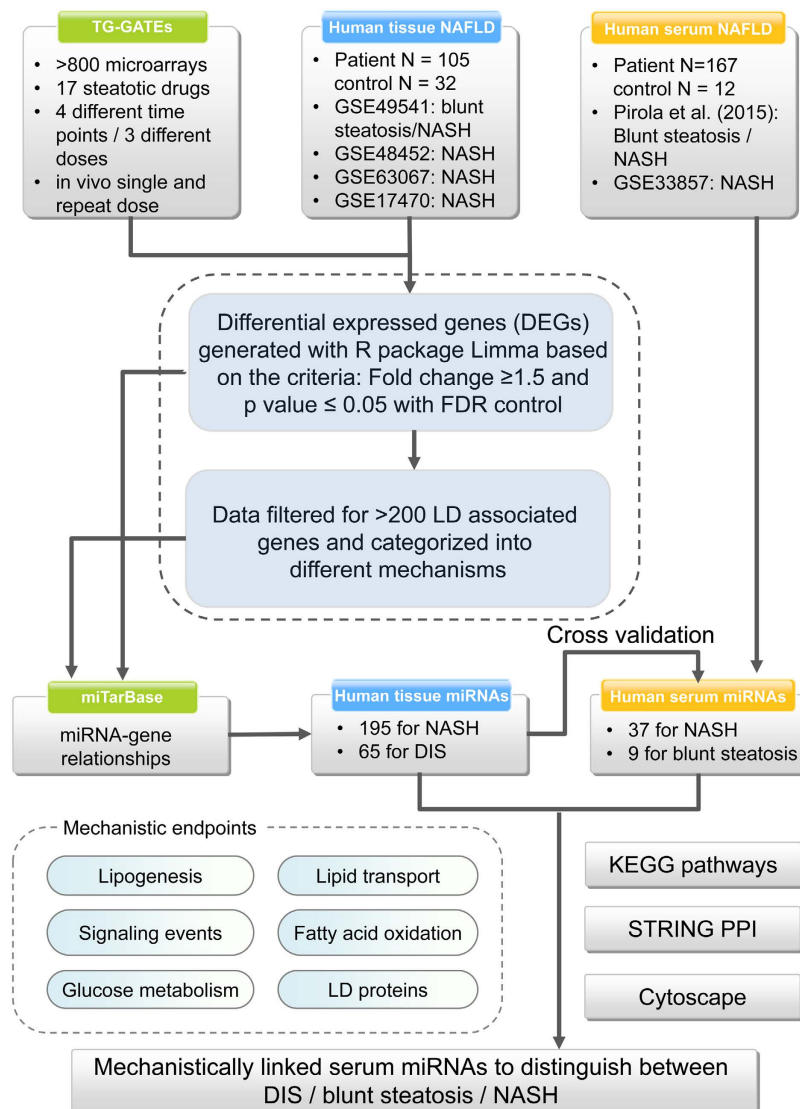 TG-GATEs
• >800 microarrays
• 17 steatotic drugs
• 4 different time
points / 3 different
doses
• in vivo single and
repeat dose
Human tissue NAFLD
• Patient N = 105
control N = 32
• GSE49541: blunt
steatosis/NASH
• GSE48452: NASH
• GSE63067: NASH
• GSE17470: NASH
Human serum NAFLD
• Patient N=167
control N = 12
• Pirola et al. (2015):
Blunt steatosis /
NASH
• GSE33857: NASH
Differential expressed genes (DEGs)
generated with R package Limma based
on the criteria: Fold change ≥1.5 and
p value ≤ 0.05 with FDR control
Data filtered for >200 LD associated
genes and categorized into
different mechanisms
Cross validation
miTarBase
miRNA-gene
relationships
Human tissue miRNAs
• 195 for NASH
• 65 for DIS
Human serum miRNAs
• 37 for NASH
• 9 for blunt steatosis
Mechanistic endpoints
Lipogenesis
Lipid transport
Signaling events
Fatty acid oxidation
Glucose metabolism
LD proteins
KEGG pathways
STRING PPI
Cytoscape
Mechanistically linked serum miRNAs to distinguish between
DIS / blunt steatosis / NASH